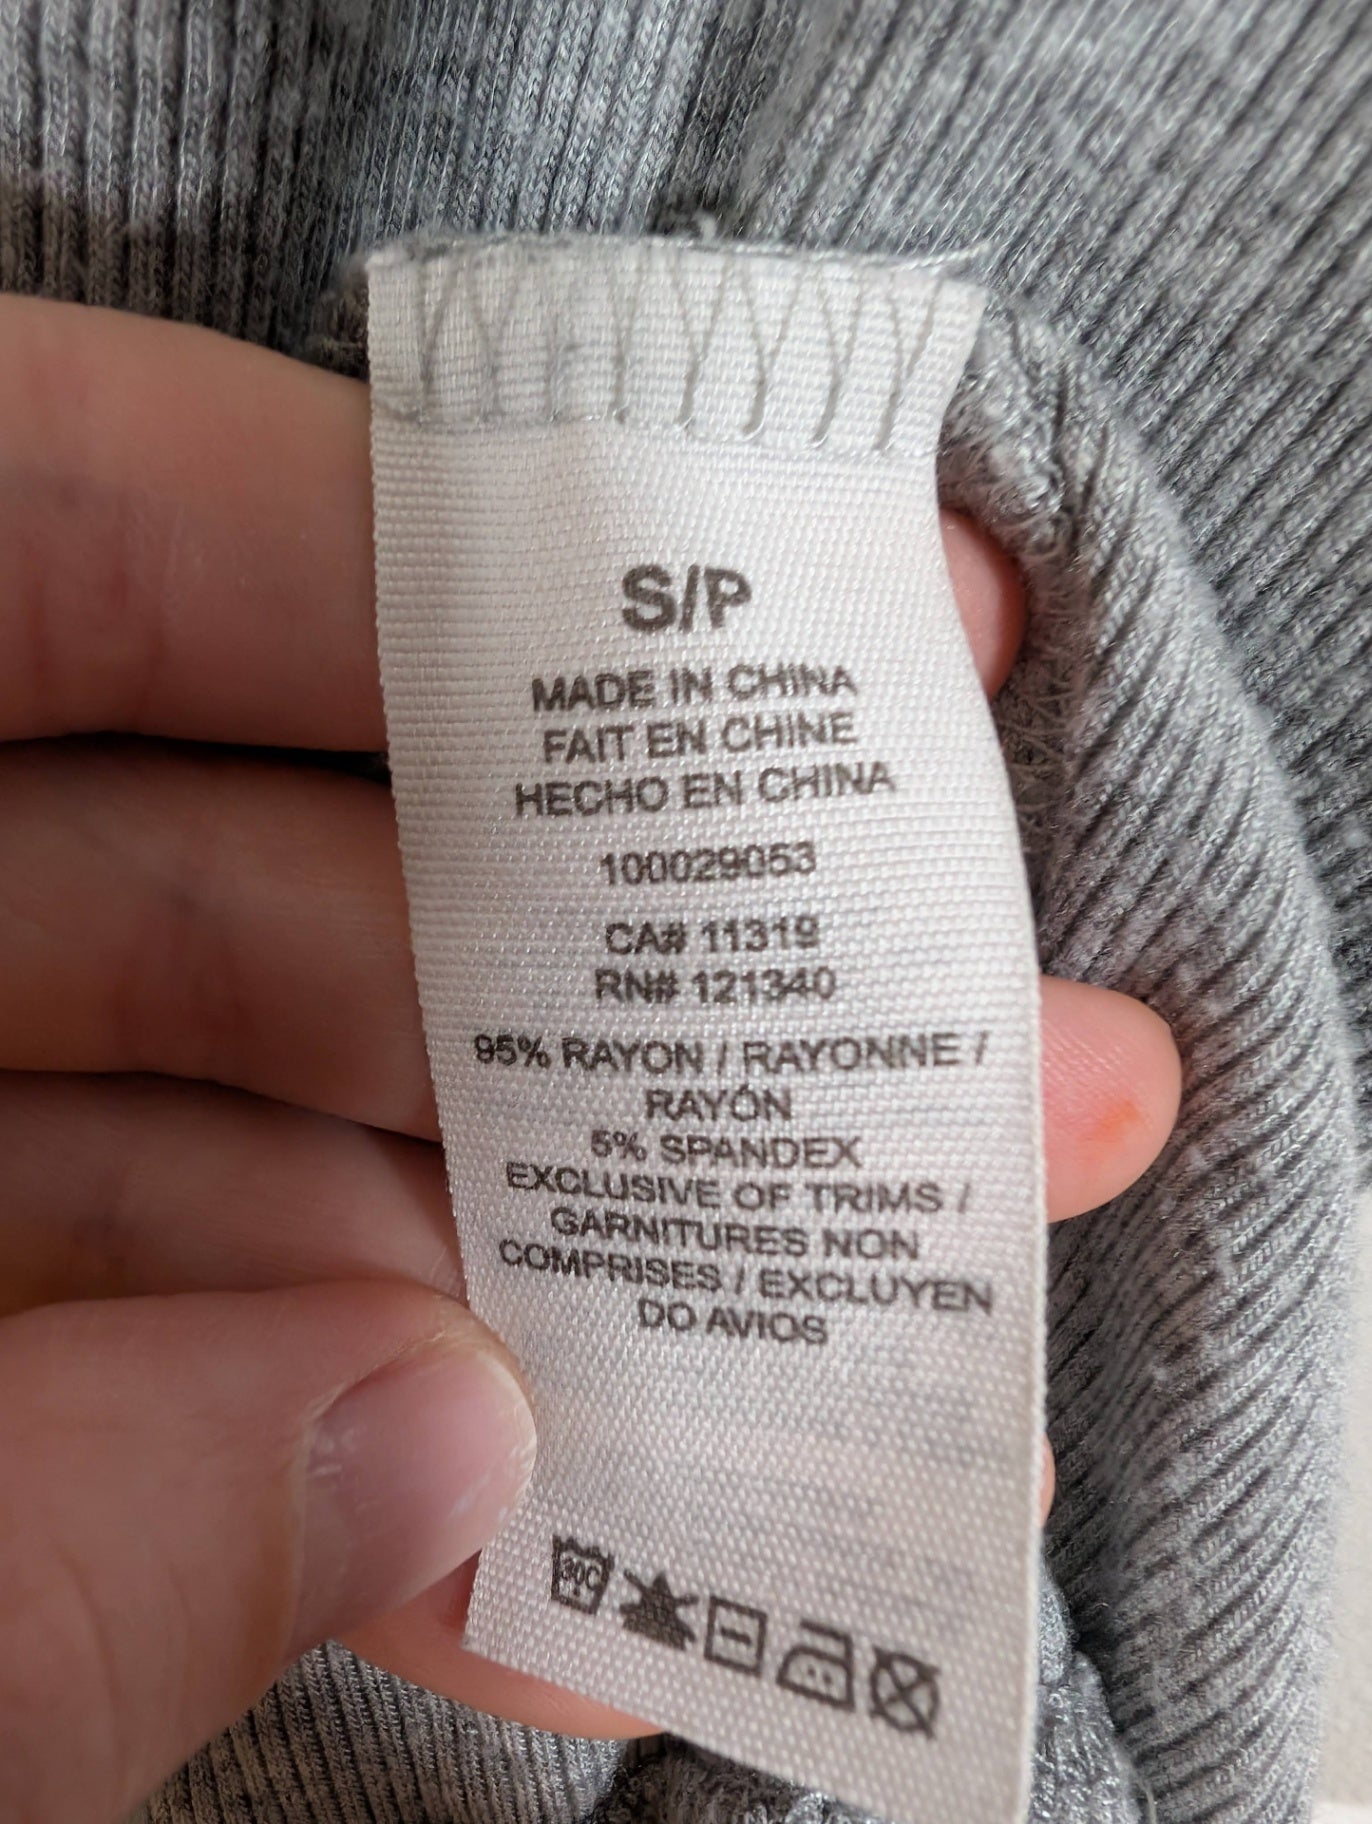 S/P
MADE IN CHINA
FAIT EN CHINE
HECHO EN CHINA
100029053
CA# 11319
RN# 121340
95% RAYON / RAYONNE /
RAYÓN
5% SPANDEX
EXCLUSIVE OF TRIMS /
GARNITURES NON
COMPRISES / EXCLUYEN
DO AVIOS
30C